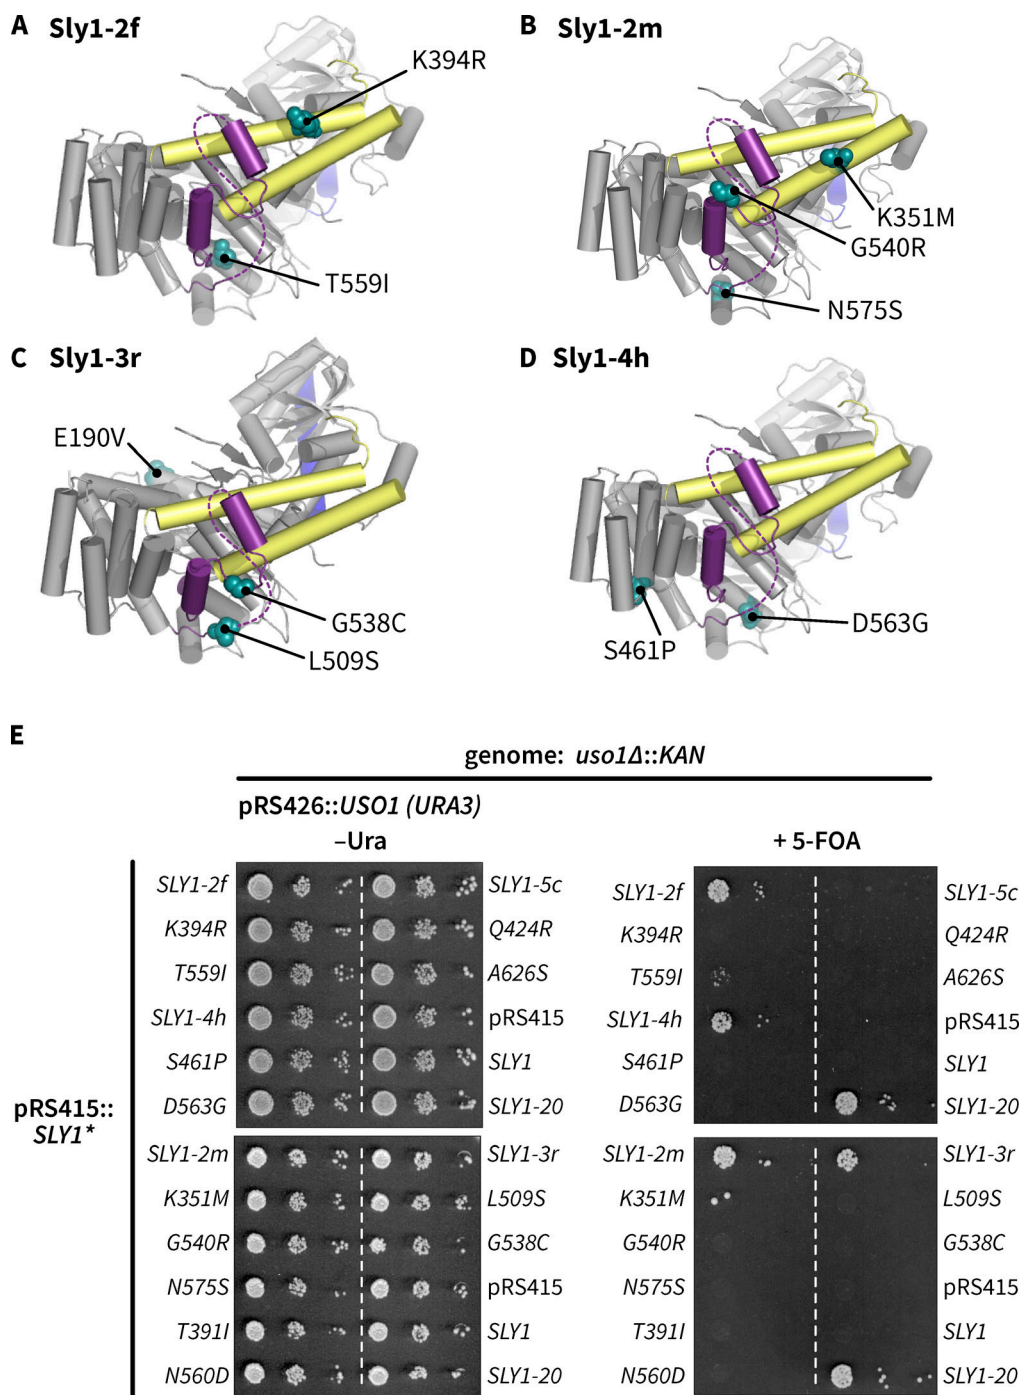 A Sly1-2f
K394R
T559I
B Sly1-2m
K351M
G540R
N575S
C Sly1-3r
E190V
G538C
L509S
D Sly1-4h
D563G
S461P
E
genome: uso1Δ::KAN
pRS426::USO1 (URA3)
–Ura
+ 5-FOA
pRS415::
SLY1*
SLY1-2f SLY1-5c SLY1-2f SLY1-5c
K394R Q424R K394R Q424R
T559I A626S T559I A626S
SLY1-4h pRS415 SLY1-4h pRS415
S461P SLY1 S461P SLY1
D563G SLY1-20 D563G SLY1-20
SLY1-2m SLY1-3r SLY1-2m SLY1-3r
K351M L509S K351M L509S
G540R G538C G540R G538C
N575S pRS415 N575S pRS415
T391I SLY1 T391I SLY1
N560D SLY1-20 N560D SLY1-20